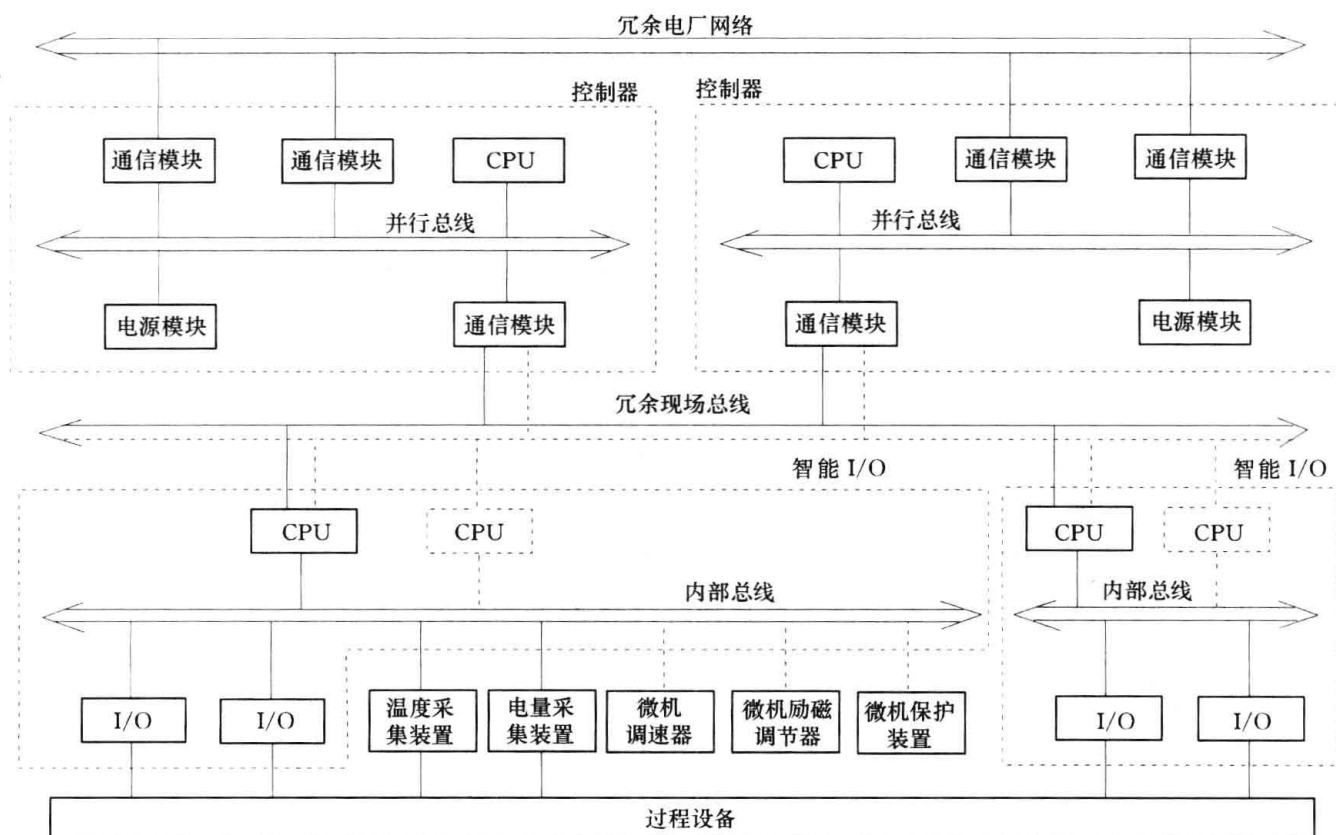 冗余电厂网络
控制器
控制器
通信模块
通信模块
CPU
CPU
通信模块
通信模块
并行总线
并行总线
电源模块
通信模块
通信模块
电源模块
冗余现场总线
智能 I/O
智能 I/O
CPU
CPU
CPU
CPU
内部总线
内部总线
I/O
I/O
温度采
集装置
电量采
集装置
微机
调速器
微机励磁
调节器
微机保护
装置
I/O
I/O
过程设备